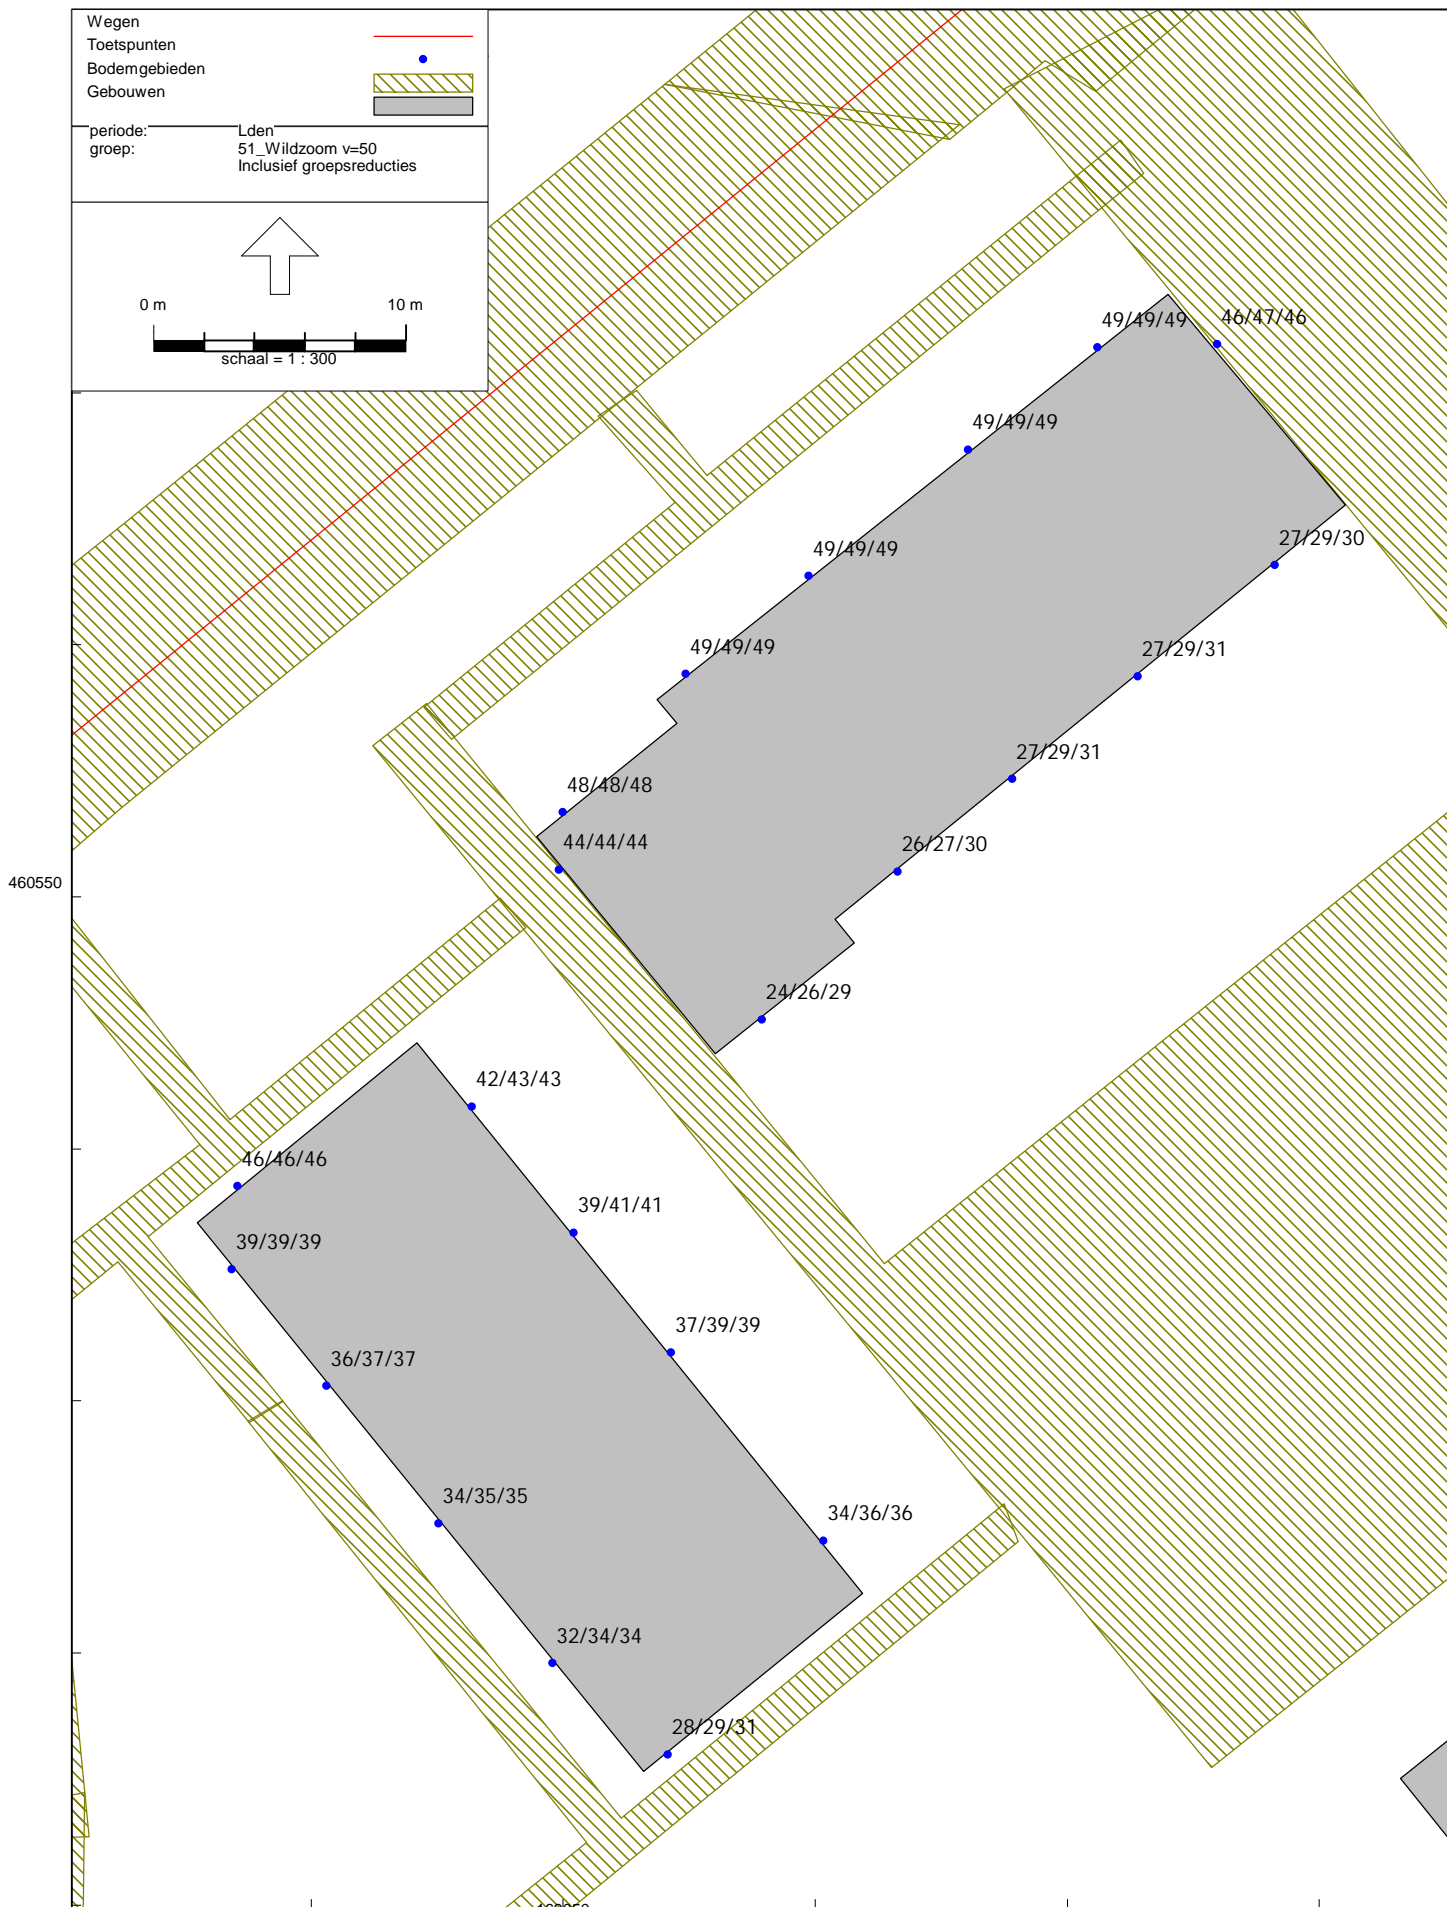 Wegen
Toetspunten
Bodemgebieden
Gebouwen
periode: Lden
groep: 51_Wildzoom v=50
Inclusief groepsreducties
0 m 10 m
schaal = 1 : 300
49/49/49
46/47/46
49/49/49
27/29/30
49/49/49
49/49/49
27/29/31
27/29/31
48/48/48
44/44/44
26/27/30
460550
24/26/29
42/43/43
46/46/46
39/41/41
39/39/39
37/39/39
36/37/37
34/35/35
34/36/36
32/34/34
28/29/31